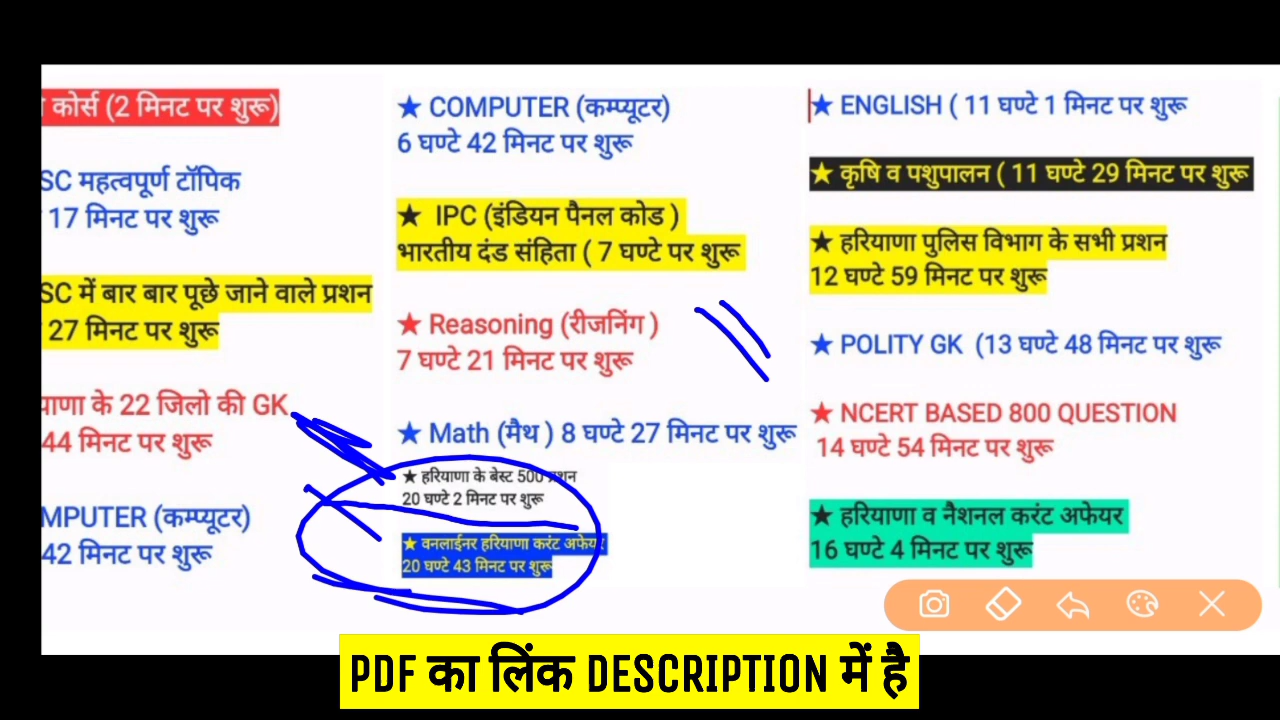 कोर्स (2 मिनट पर शुरू)
SC महत्वपूर्ण टॉपिक
17 मिनट पर शुरू
SC में बार बार पूछे जाने वाले प्रशन
27 मिनट पर शुरू
याणा के 22 जिलो की GK
44 मिनट पर शुरू
MPUTER (कम्प्यूटर)
42 मिनट पर शुरू
★ COMPUTER (कम्प्यूटर)
6 घण्टे 42 मिनट पर शुरू
★ IPC (इंडियन पैनल कोड )
भारतीय दंड संहिता ( 7 घण्टे पर शुरू
★ Reasoning (रीजनिंग )
7 घण्टे 21 मिनट पर शुरू
★ Math (मैथ ) 8 घण्टे 27 मिनट पर शुरू
★ हरियाणा के बेस्ट 500 प्रशन
20 घण्टे 2 मिनट पर शुरू
★ वनलाईनर हरियाणा करंट अफेयर
20 घण्टे 43 मिनट पर शुरू
★ ENGLISH ( 11 घण्टे 1 मिनट पर शुरू
★ कृषि व पशुपालन ( 11 घण्टे 29 मिनट पर शुरू
★ हरियाणा पुलिस विभाग के सभी प्रशन
12 घण्टे 59 मिनट पर शुरू
★ POLITY GK (13 घण्टे 48 मिनट पर शुरू
★ NCERT BASED 800 QUESTION
14 घण्टे 54 मिनट पर शुरू
★ हरियाणा व नैशनल करंट अफेयर
16 घण्टे 4 मिनट पर शुरू
PDF का लिंक DESCRIPTION में है